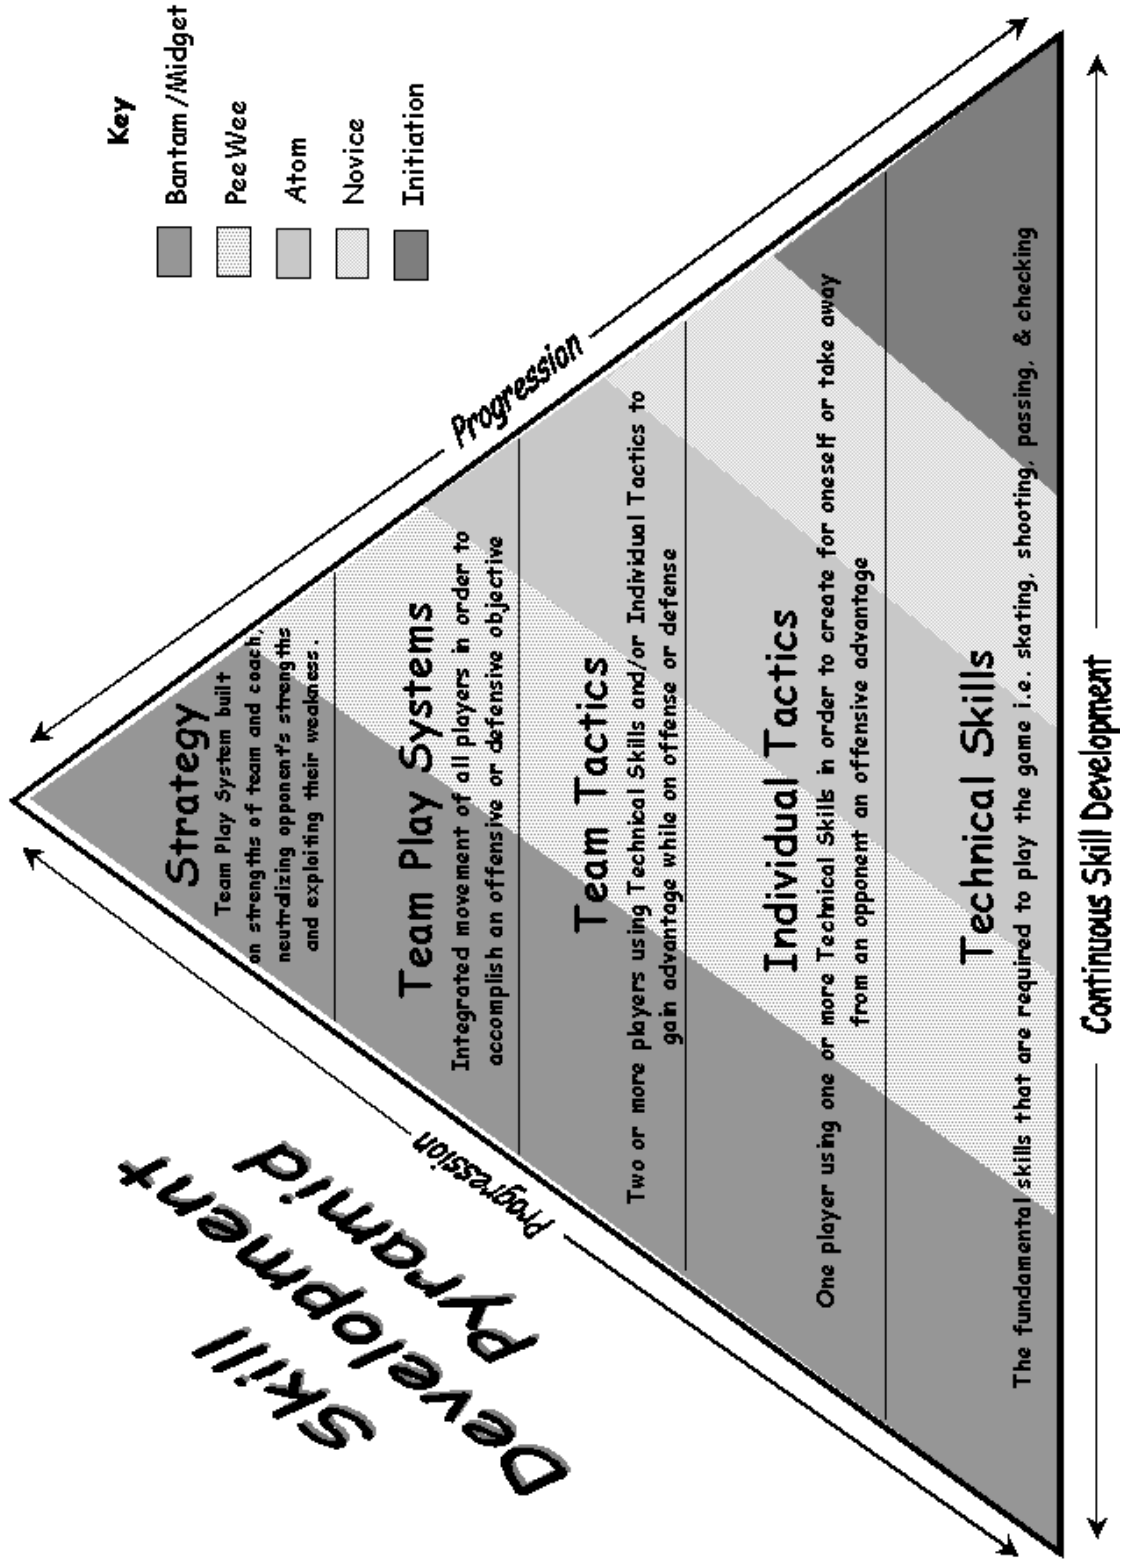 Skill
Development
Pyramid
Key
Bantam/Midget
PeeWee
Atom
Novice
Initiation
Progression
Progression
Strategy
Team Play System built
on strengths of team and coach,
neutralizing opponent's strengths
and exploiting their weakness.
Team Play Systems
Integrated movement of all players in order to
accomplish an offensive or defensive objective
Team Tactics
Two or more players using Technical Skills and/or Individual Tactics to
gain advantage while on offense or defense
Individual Tactics
One player using one or more Technical Skills in order to create for oneself or take away
from an opponent an offensive advantage
Technical Skills
The fundamental skills that are required to play the game i.e. skating, shooting, passing, & checking
Continuous Skill Development